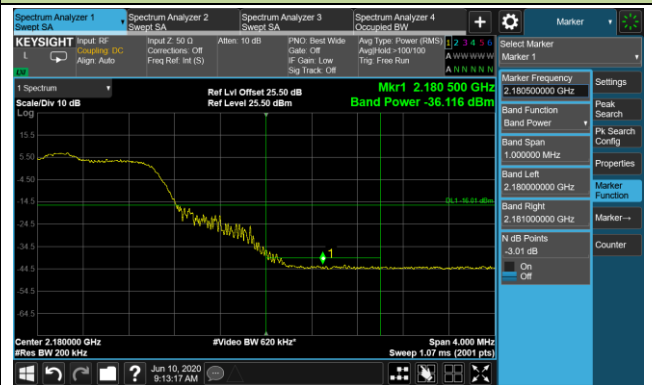 Spectrum Analyzer 1
Swept SA
Spectrum Analyzer 2
Swept SA
Spectrum Analyzer 3
Swept SA
Spectrum Analyzer 4
Occupied BW
+
Marker
KEYSIGHT
L
Input: RF
Coupling: DC
Align: Auto
Input Z: 50 Ω
Corrections: Off
Freq Ref: Int (S)
Atten: 10 dB
PNO: Best Wide
Gate: Off
IF Gain: Low
Sig Track: Off
Avg Type: Power (RMS)
Avg|Hold:>100/100
Trig: Free Run
1 2 3 4 5 6
A W W W W W
A N N N N N
Select Marker
Marker 1
1 Spectrum
Scale/Div 10 dB
Log
Ref Lvl Offset 25.50 dB
Ref Level 25.50 dBm
Mkr1 2.180 500 GHz
Band Power -36.116 dBm
15.5
5.50
-4.50
-14.5
-24.5
-34.5
-44.5
-54.5
-64.5
DL1 -16.01 dBm
1
Center 2.180000 GHz
#Res BW 200 kHz
#Video BW 620 kHz*
Span 4.000 MHz
Sweep 1.07 ms (2001 pts)
Marker Frequency
2.180500000 GHz
Band Function
Band Power
Band Span
1.000000 MHz
Band Left
2.180000000 GHz
Band Right
2.181000000 GHz
N dB Points
-3.01 dB
On
Off
Settings
Peak
Search
Pk Search
Config
Properties
Marker
Function
Marker→
Counter
?
Jun 10, 2020
9:13:17 AM